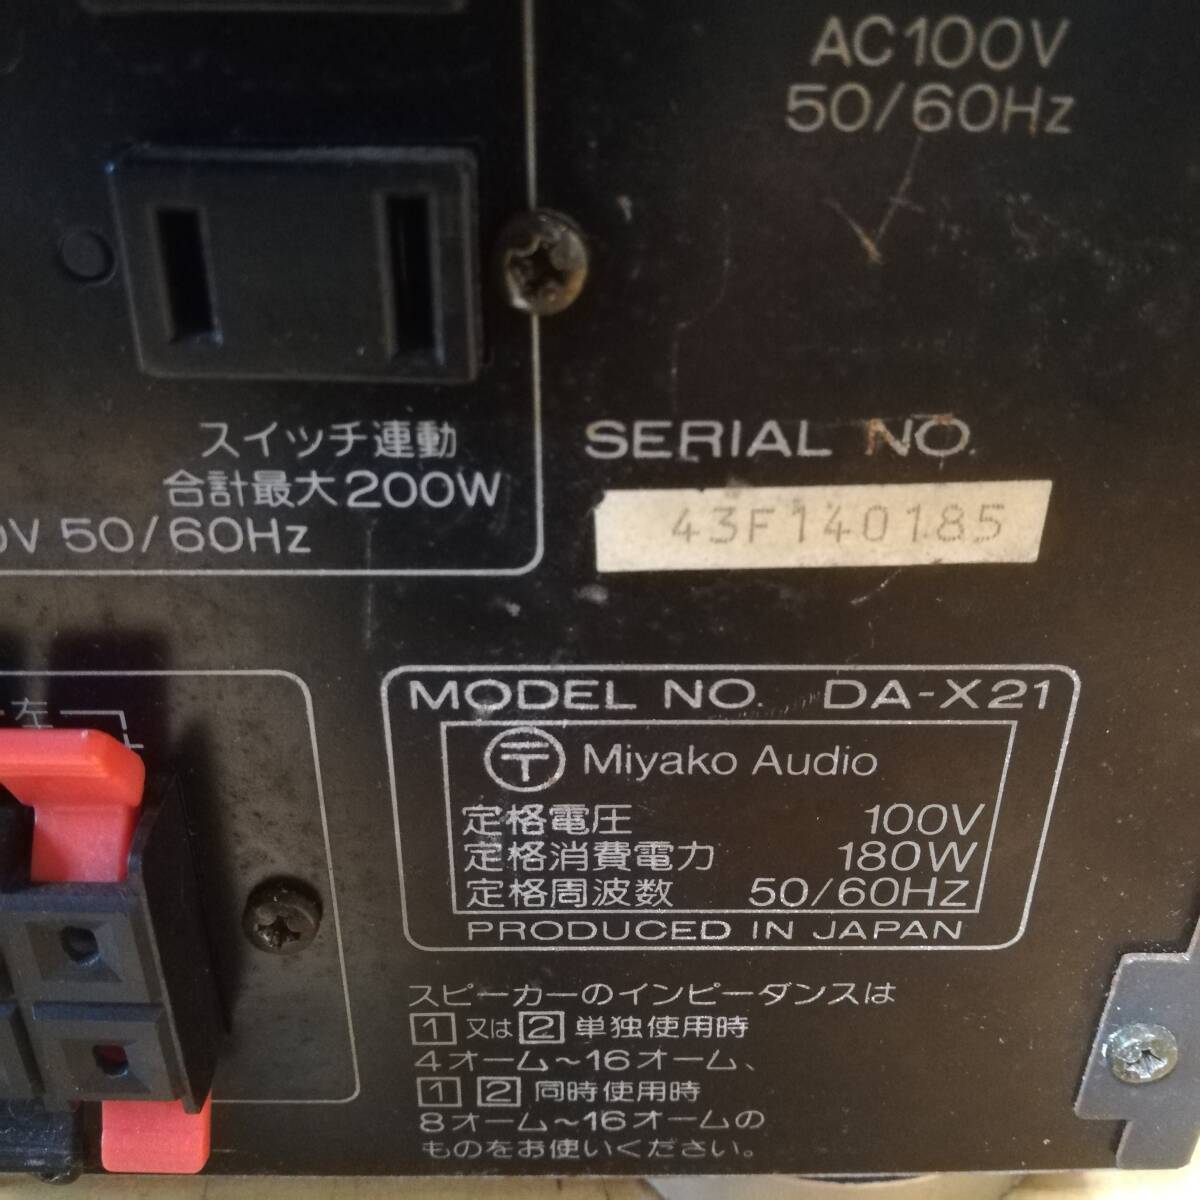 AC100V
50/60Hz
スイッチ連動
合計最大200W
0V 50/60Hz
SERIAL NO.
43F140185
左
MODEL NO. DA-X21
Miyako Audio
定格電圧 100V
定格消費電力 180W
定格周波数 50/60Hz
PRODUCED IN JAPAN
スピーカーのインピーダンスは
1 又は 2 単独使用時
4オーム〜16オーム、
1 2 同時使用時
8オーム〜16オームの
ものをお使いください。